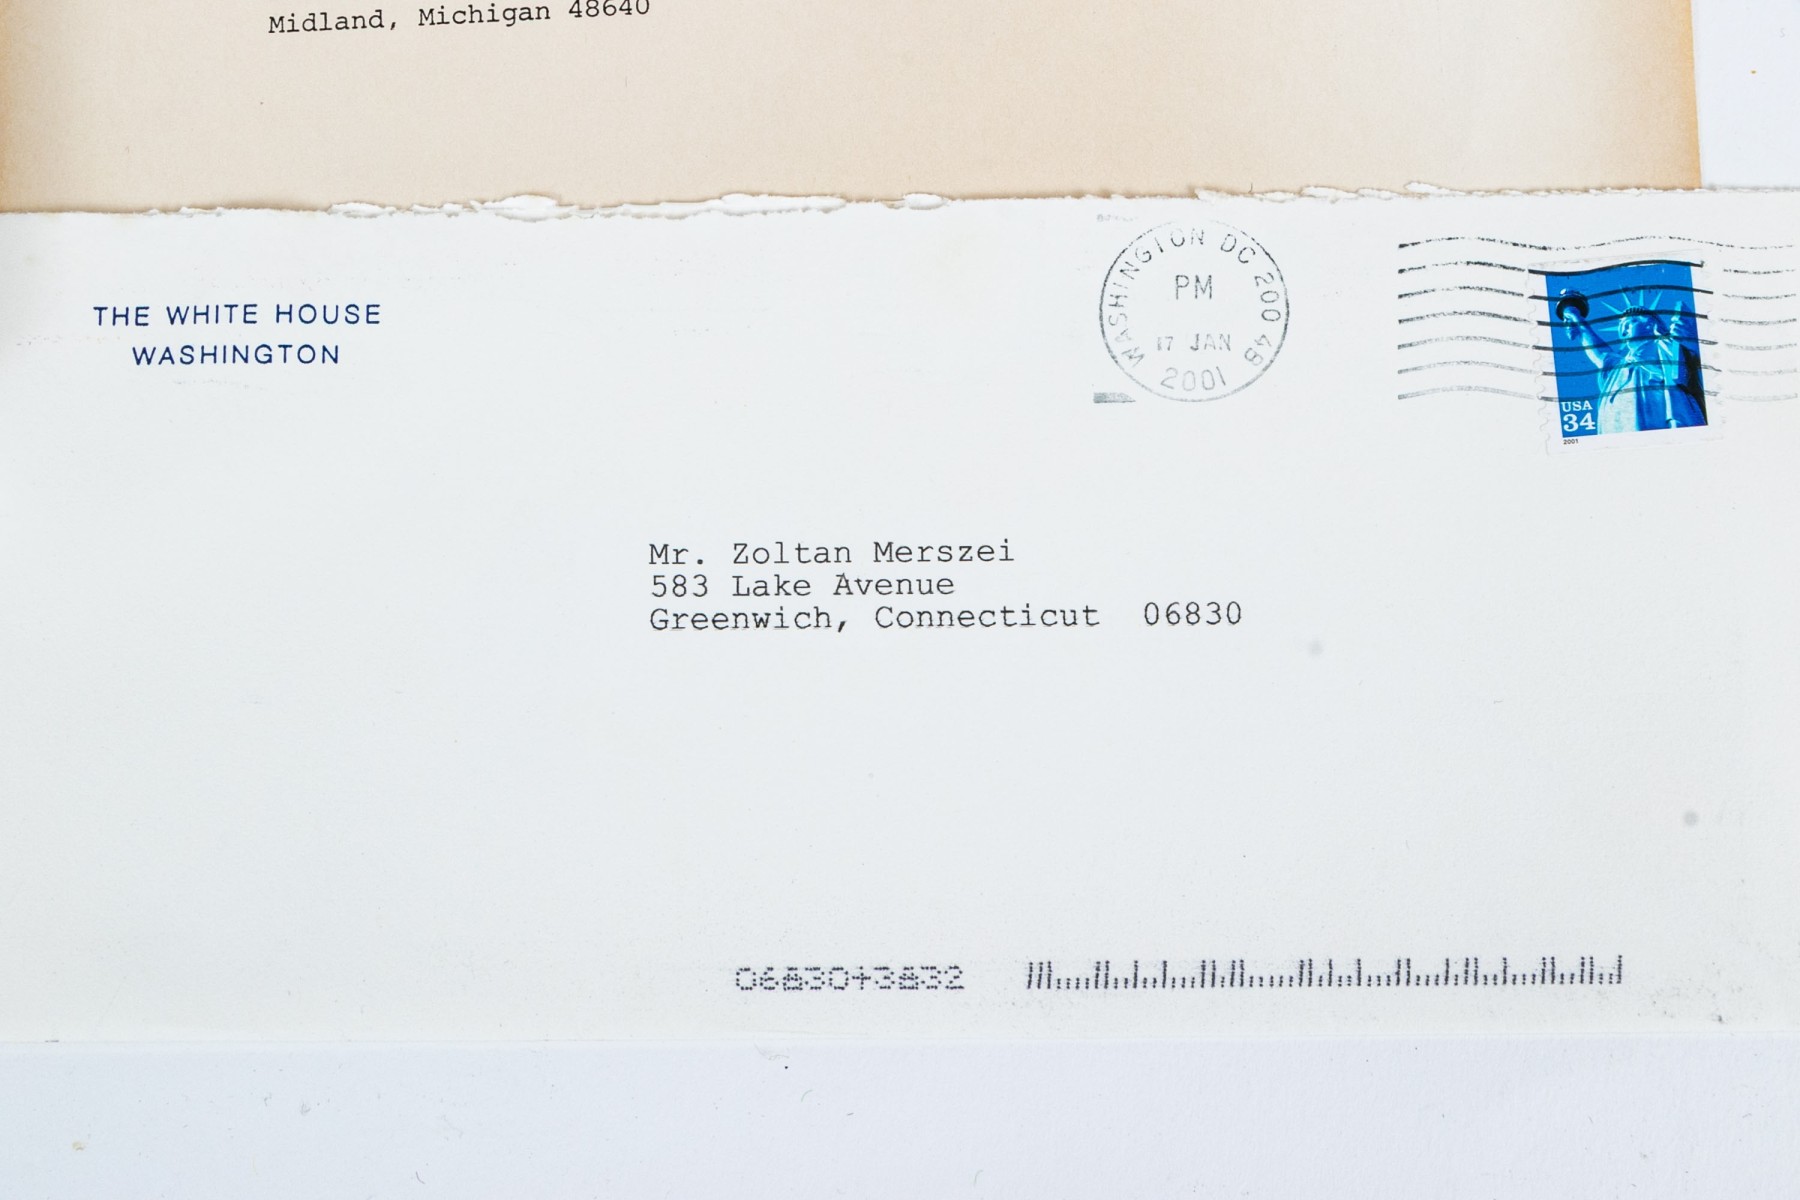 Midland, Michigan 48640
THE WHITE HOUSE
WASHINGTON
WASHINGTON DC 200 48
PM
17 JAN
2001
USA
34
2001
Mr. Zoltan Merszei
583 Lake Avenue
Greenwich, Connecticut 06830
06830+3832